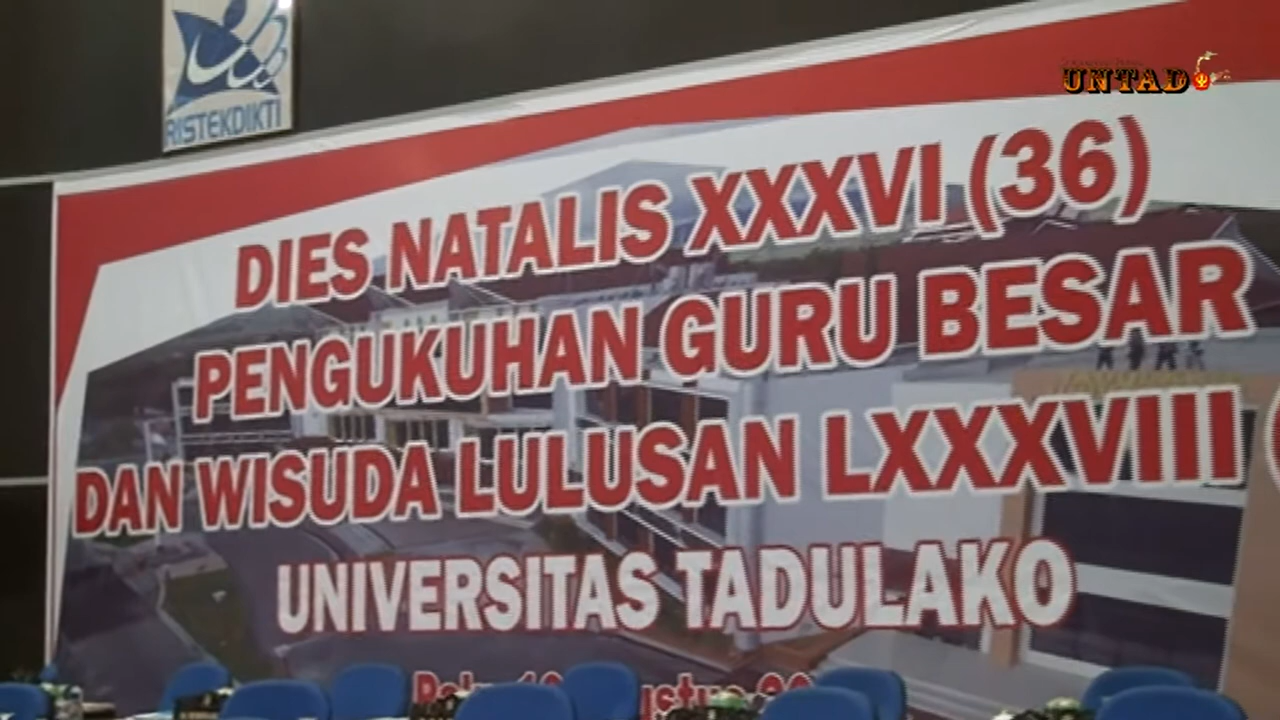 RISTEKDIKTI
UNTAD
DIES NATALIS XXXVI (36)
PENGUKUHAN GURU BESAR
DAN WISUDA LULUSAN LXXXVIII
UNIVERSITAS TADULAKO